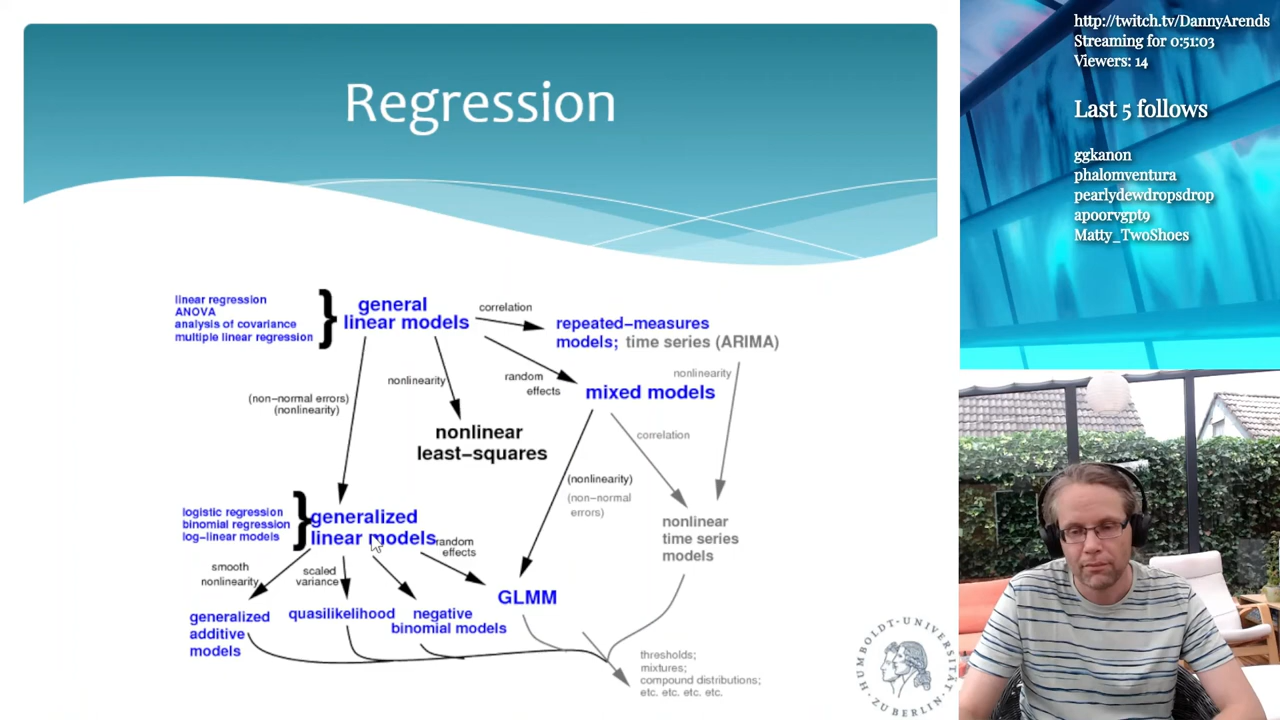 Regression
linear regression
ANOVA
analysis of covariance
multiple linear regression
general
linear models
correlation
repeated-measures
models; time series (ARIMA)
nonlinearity
random
effects
mixed models
(non-normal errors)
(nonlinearity)
nonlinearity
nonlinear
least-squares
correlation
(nonlinearity)
(non-normal
errors)
logistic regression
binomial regression
log-linear models
generalized
linear models
random
effects
nonlinear
time series
models
smooth
nonlinearity
scaled
variance
GLMM
generalized
additive
models
quasilikelihood
negative
binomial models
thresholds;
mixtures;
compound distributions;
etc. etc. etc. etc.
HUMBOLDT-UNIVERSITÄT
ZU BERLIN
http://twitch.tv/DannyArends
Streaming for 0:51:03
Viewers: 14
Last 5 follows
ggkanon
phalomventura
pearlydewdropsdrop
apoorvgpt9
Matty_TwoShoes